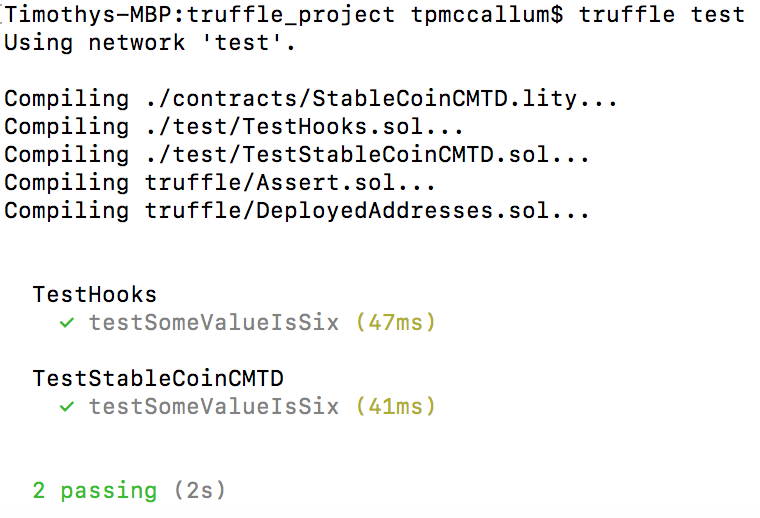 Timothys-MBP:truffle_project tpmccallum$ truffle test
Using network 'test'.
Compiling ./contracts/StableCoinCMTD.lity...
Compiling ./test/TestHooks.sol...
Compiling ./test/TestStableCoinCMTD.sol...
Compiling truffle/Assert.sol...
Compiling truffle/DeployedAddresses.sol...
TestHooks
✓ testSomeValueIsSix (47ms)
TestStableCoinCMTD
✓ testSomeValueIsSix (41ms)
2 passing (2s)